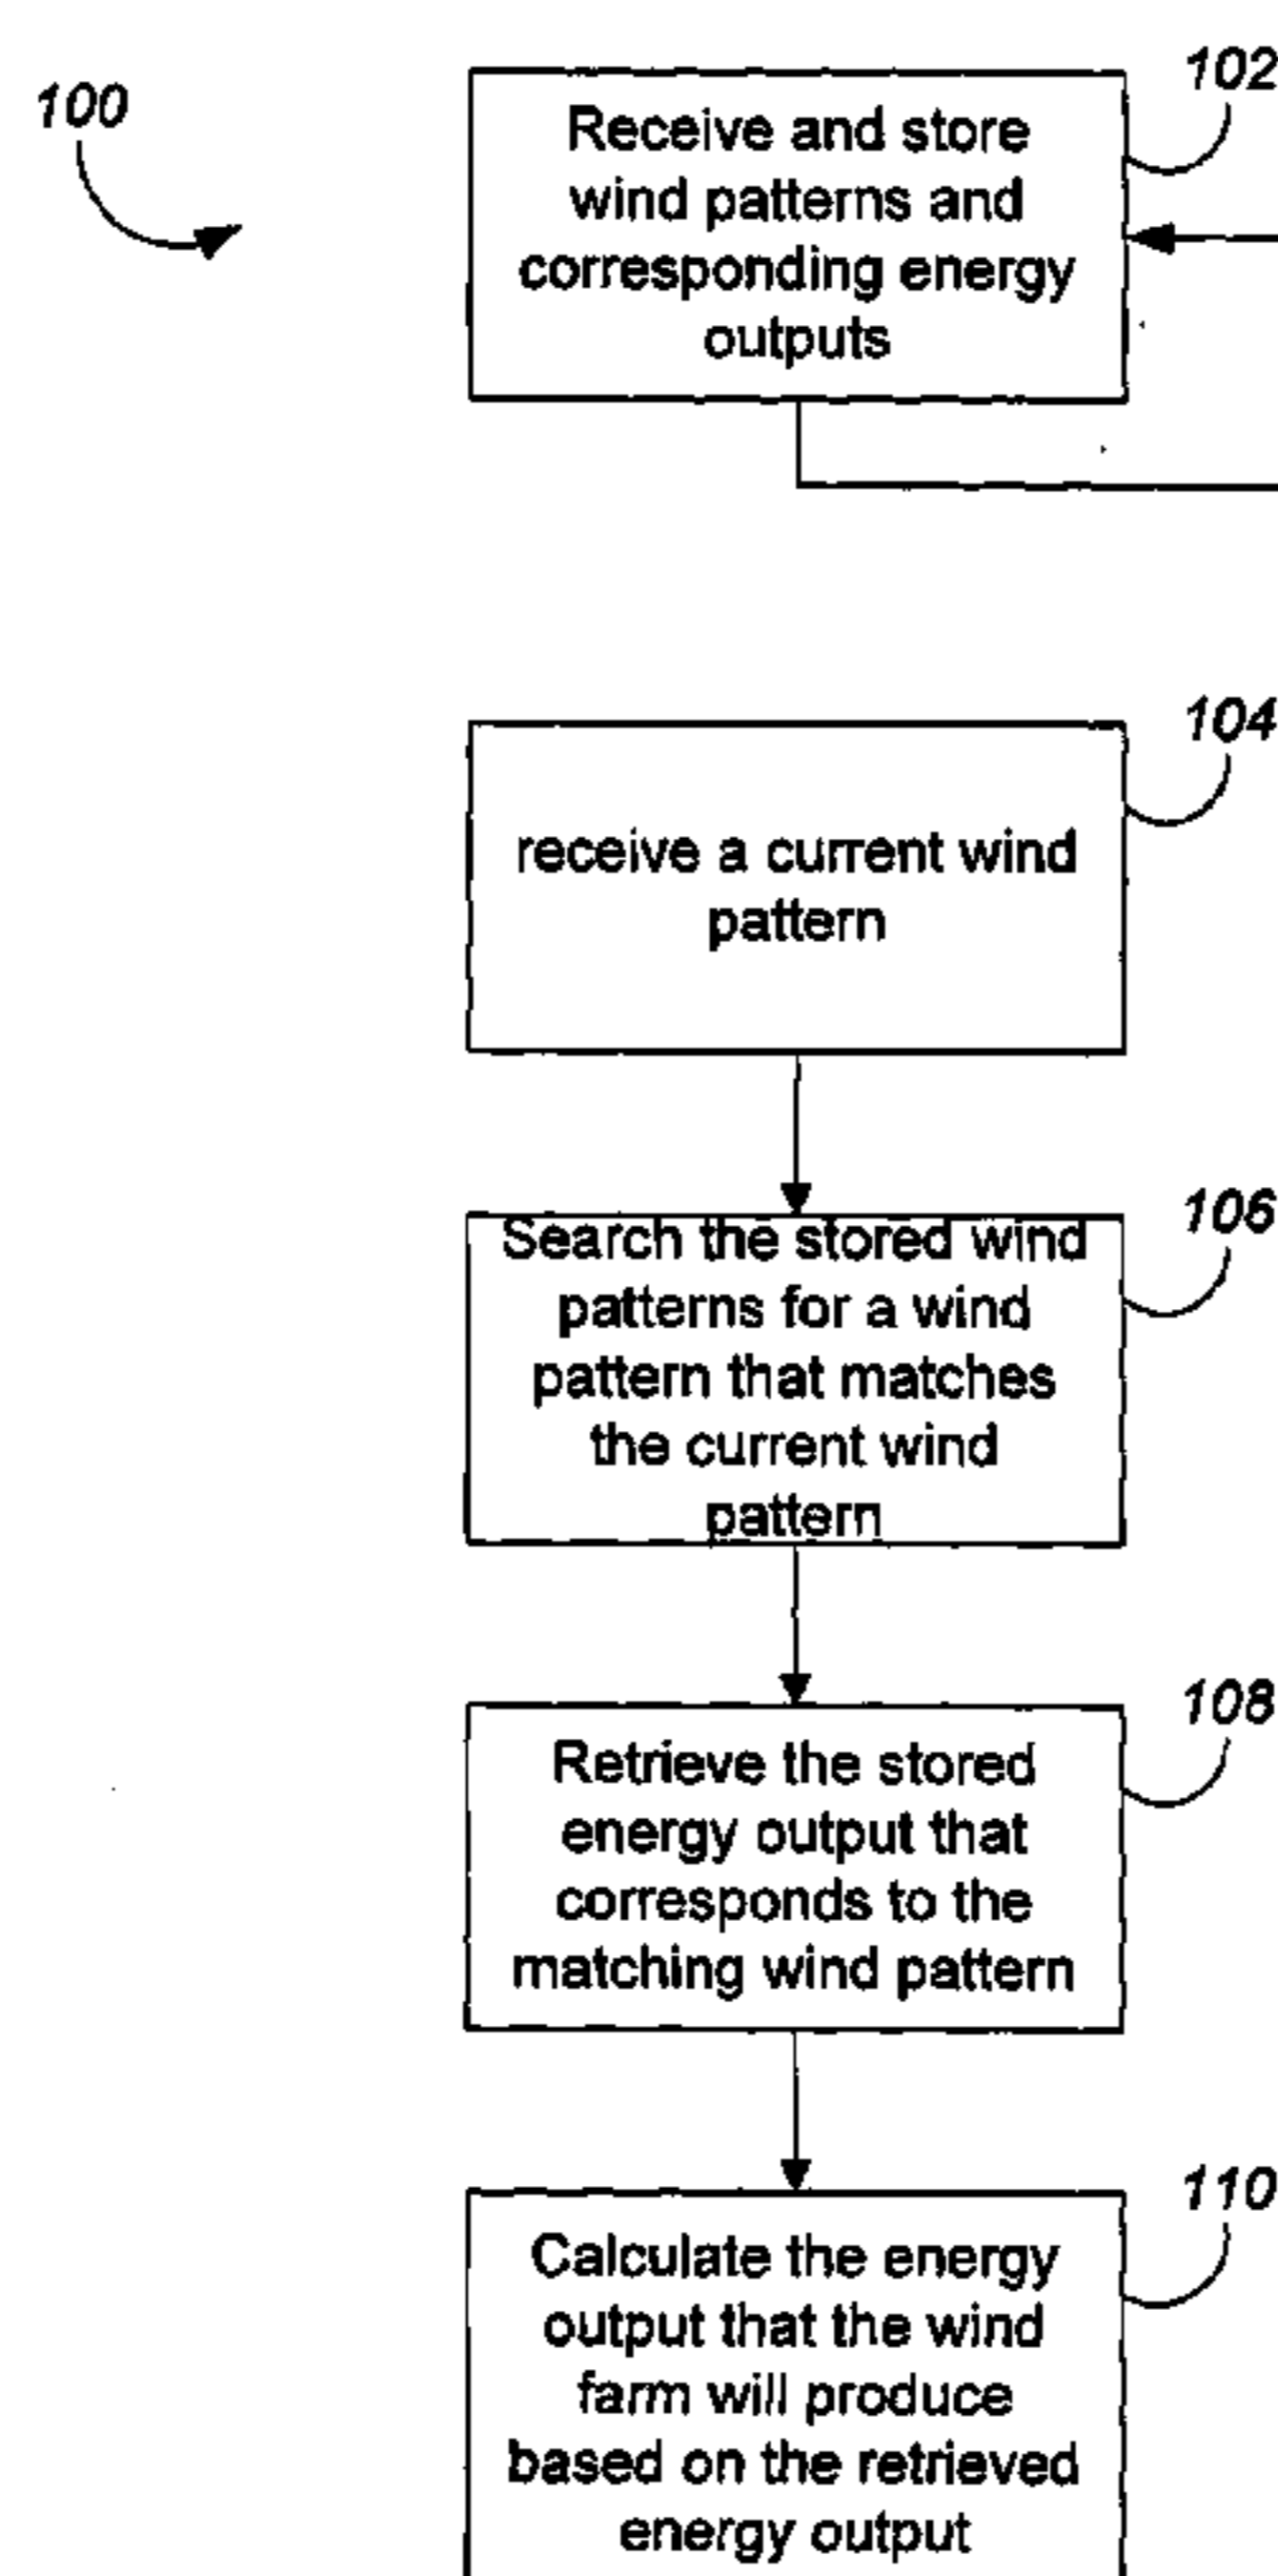 100
102
Receive and store
wind patterns and
corresponding energy
outputs
104
receive a current wind
pattern
106
Search the stored wind
patterns for a wind
pattern that matches
the current wind
pattern
108
Retrieve the stored
energy output that
corresponds to the
matching wind pattern
110
Calculate the energy
output that the wind
farm will produce
based on the retrieved
energy output